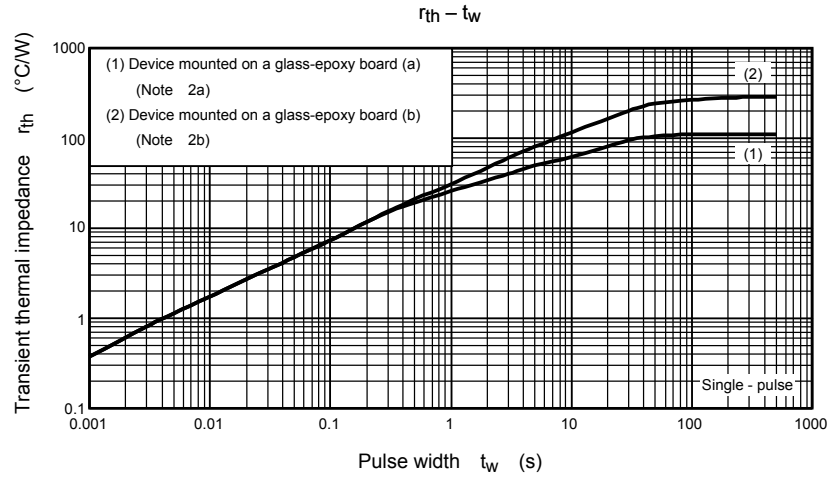 rth – tw
Transient thermal impedance rth (°C/W)
1000
100
10
1
0.1
(1) Device mounted on a glass-epoxy board (a)
(Note 2a)
(2) Device mounted on a glass-epoxy board (b)
(Note 2b)
(2)
(1)
Single - pulse
0.001
0.01
0.1
1
10
100
1000
Pulse width tw (s)